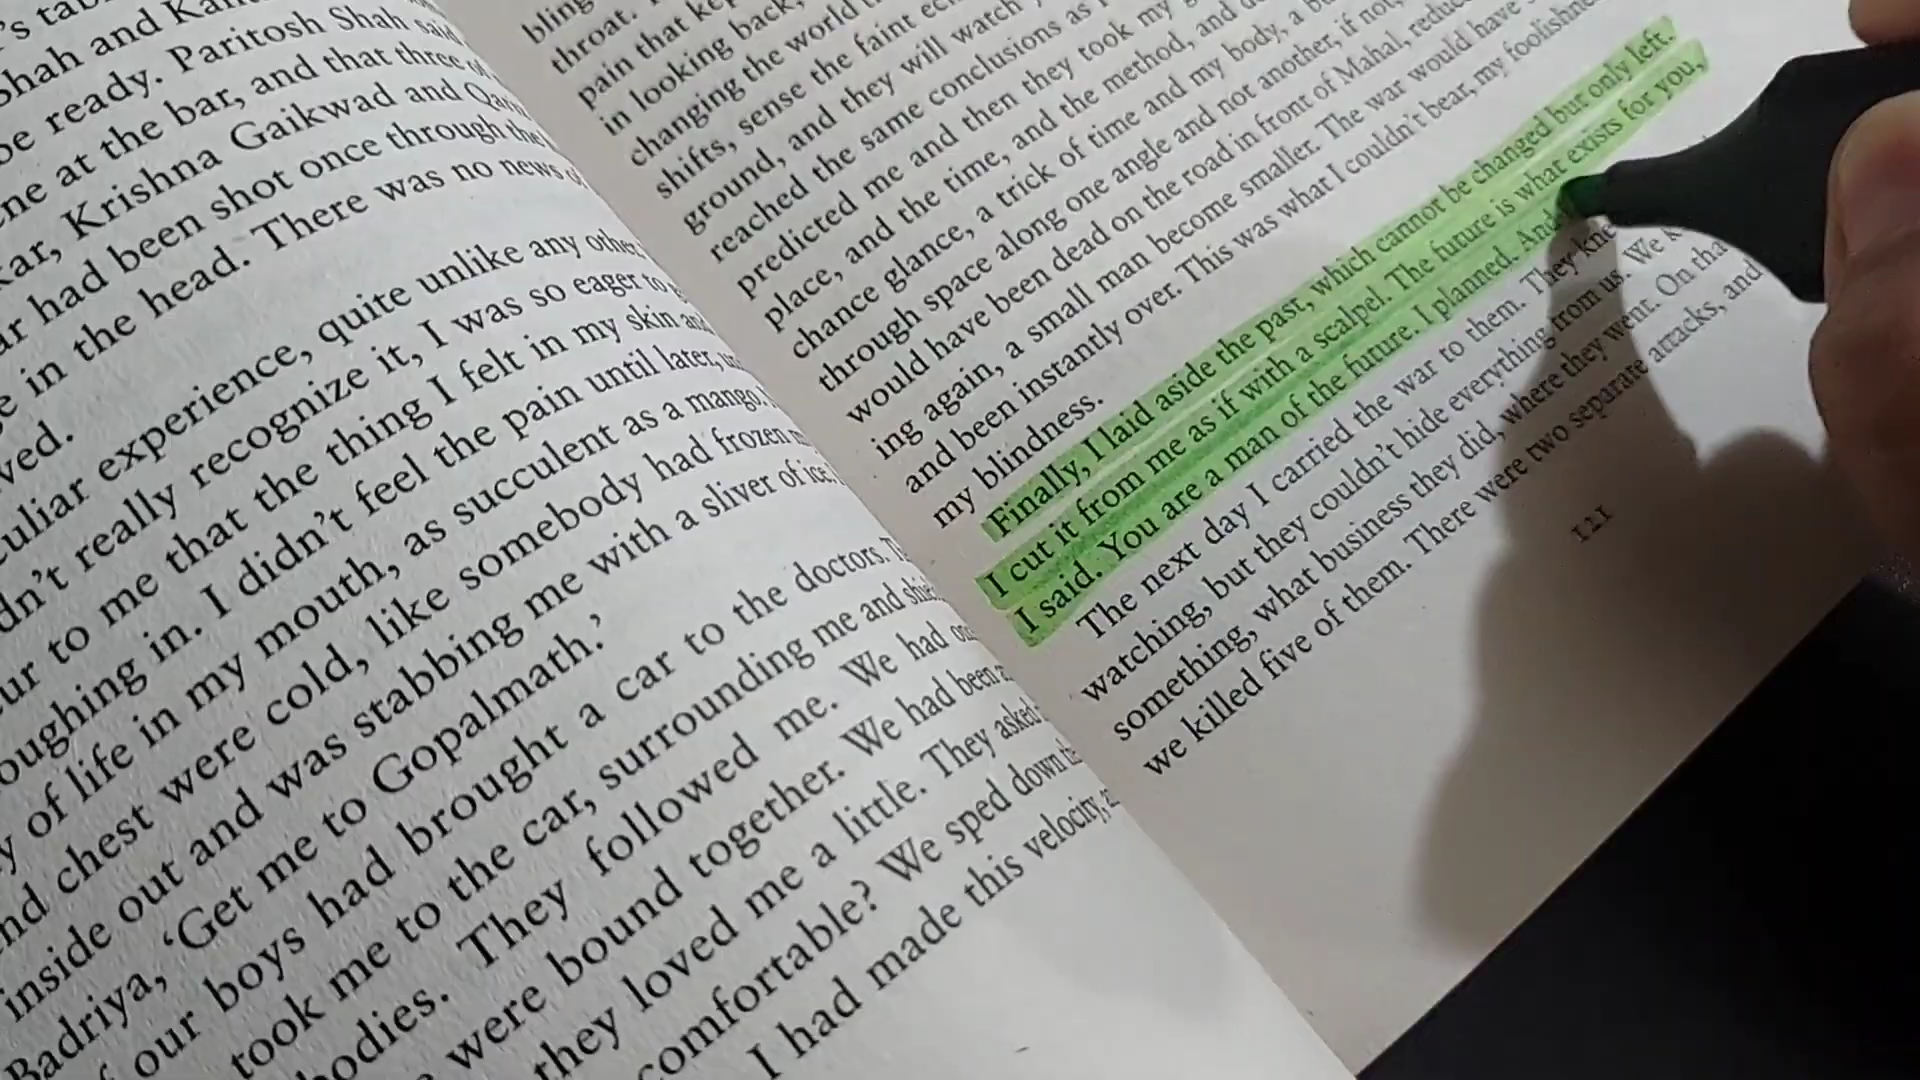 's tab
Shah and Kan
be ready. Paritosh Shah said
ne at the bar, and that three of
kar, Krishna Gaikwad and Qam
ar had been shot once through the
e in the head. There was no news of
ved.
culiar experience, quite unlike any other.
dn't really recognize it, I was so eager to
cur to me that the thing I felt in my skin and
oughing in. I didn't feel the pain until later,
y of life in my mouth, as succulent as a mango.
nd chest were cold, like somebody had frozen
inside out and was stabbing me with a sliver of ice.
Badriya, 'Get me to Gopalmath.'
f our boys had brought a car to the doctors.
took me to the car, surrounding me and
bodies. They followed me. We had
were bound together. We had been
they loved me a little. They asked
comfortable? We sped down
I had made this velocity,
bling
throat.
pain that kep
in looking back,
changing the world
shifts, sense the faint
ground, and they will watch
reached the same conclusions as
predicted me and then they took my
place, and the time, and the method, and
chance glance, a trick of time and my body, a
through space along one angle and not another, if not,
would have been dead on the road in front of Mahal,
ing again, a small man become smaller. The war would have
and been instantly over. This was what I couldn't bear, my foolishne
my blindness.
Finally, I laid aside the past, which cannot be changed but only left.
I cut it from me as if with a scalpel. The future is what exists for you,
I said. You are a man of the future. I planned. And
The next day I carried the war to them. They kne
watching, but they couldn't hide everything from us. We k
something, what business they did, where they went. On tha
we killed five of them. There were two separate attacks, and
121